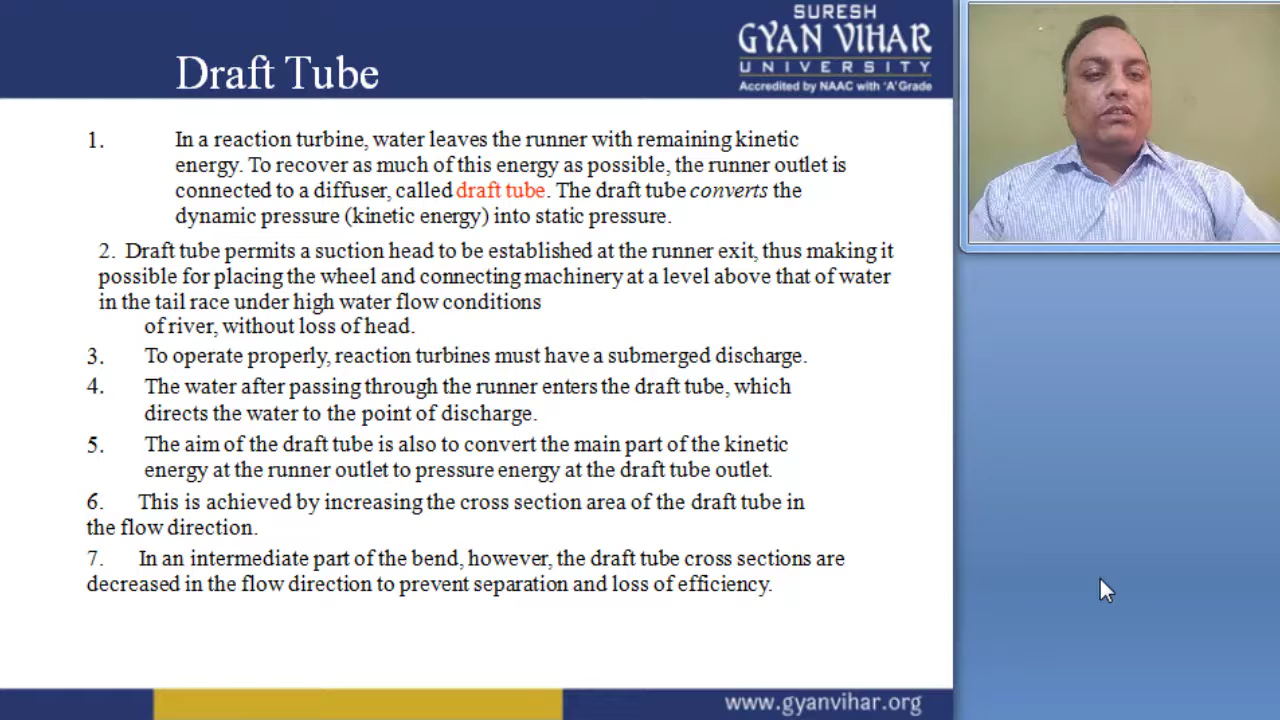 Draft Tube
SURESH
GYAN VIHAR
UNIVERSITY
Accredited by NAAC with 'A' Grade
1. In a reaction turbine, water leaves the runner with remaining kinetic
energy. To recover as much of this energy as possible, the runner outlet is
connected to a diffuser, called draft tube. The draft tube converts the
dynamic pressure (kinetic energy) into static pressure.
2. Draft tube permits a suction head to be established at the runner exit, thus making it
possible for placing the wheel and connecting machinery at a level above that of water
in the tail race under high water flow conditions
of river, without loss of head.
3. To operate properly, reaction turbines must have a submerged discharge.
4. The water after passing through the runner enters the draft tube, which
directs the water to the point of discharge.
5. The aim of the draft tube is also to convert the main part of the kinetic
energy at the runner outlet to pressure energy at the draft tube outlet.
6. This is achieved by increasing the cross section area of the draft tube in
the flow direction.
7. In an intermediate part of the bend, however, the draft tube cross sections are
decreased in the flow direction to prevent separation and loss of efficiency.
www.gyanvihar.org